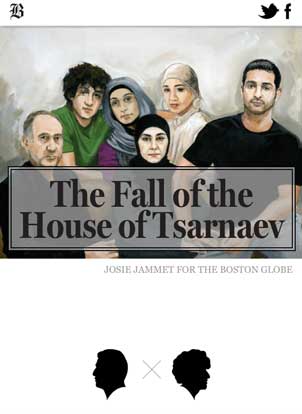 B
The Fall of the
House of Tsarnaev
JOSIE JAMMET FOR THE BOSTON GLOBE